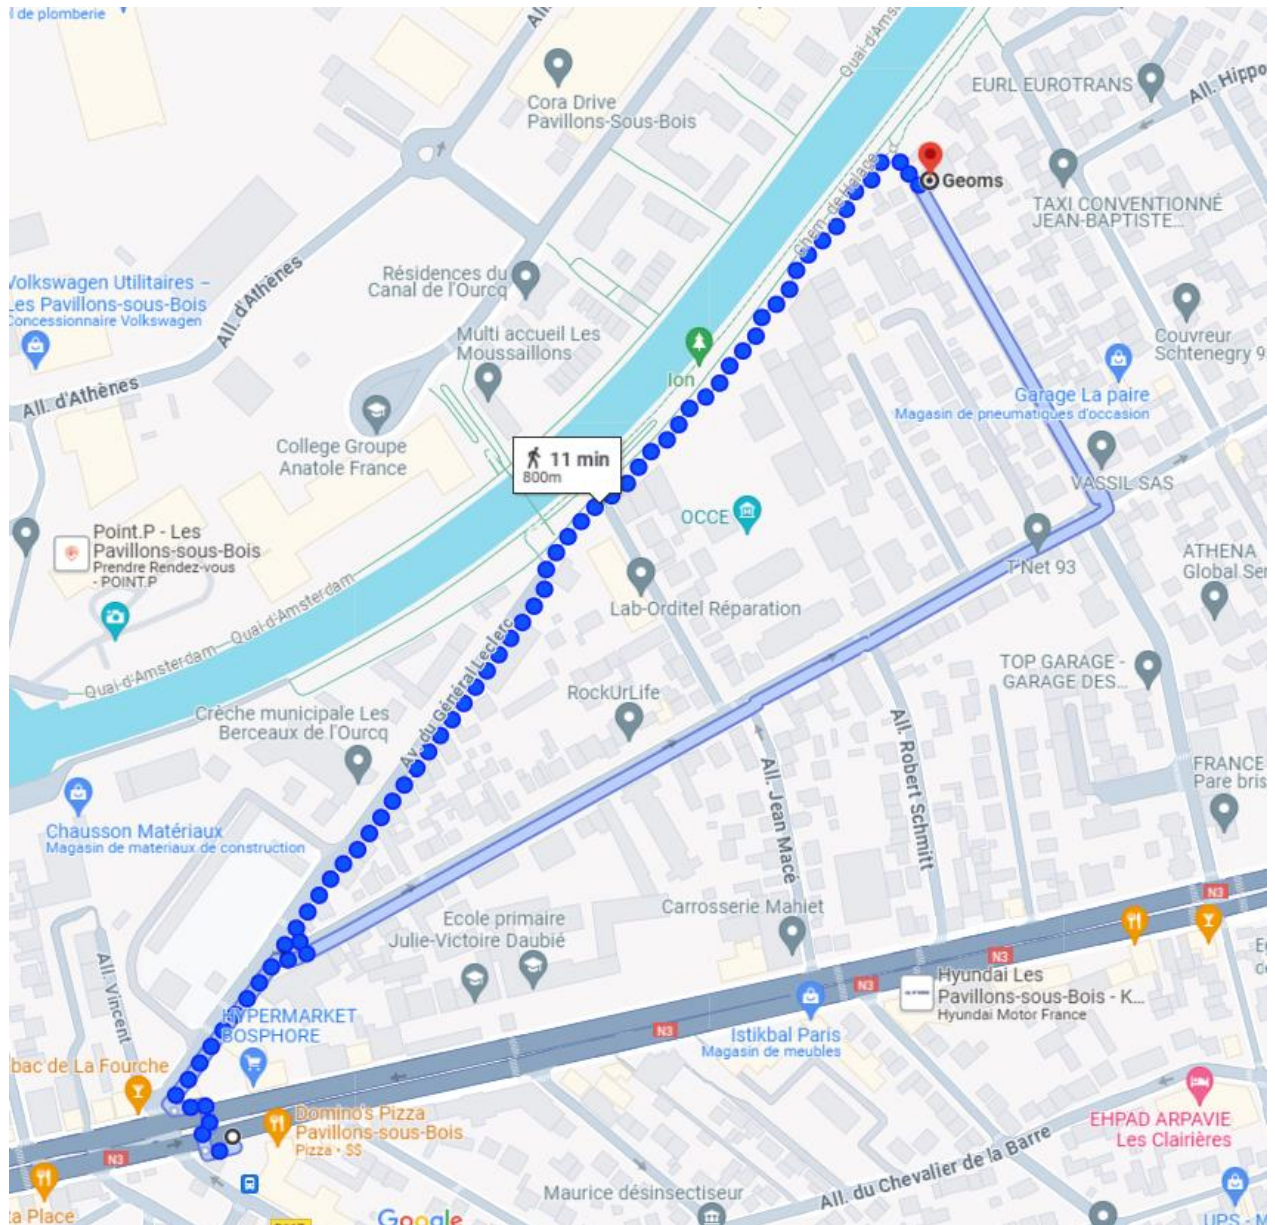 l de plomberie
All.
Quai-d'Ams
EURL EUROTRANS
All. Hippo
Cora Drive
Pavillons-Sous-Bois
Geoms
TAXI CONVENTIONNÉ
JEAN-BAPTISTE...
Chem.-de-Halage
All. d'Athènes
Résidences du
Canal de l'Ourcq
Volkswagen Utilitaires –
Les Pavillons-sous-Bois
Concessionnaire Volkswagen
Multi accueil Les
Moussaillons
Couvreur
Schtenegry 9
Ion
All. d'Athènes
Garage La paire
Magasin de pneumatiques d'occasion
College Groupe
Anatole France
11 min
800m
VASSIL SAS
OCCE
Point.P - Les
Pavillons-sous-Bois
Prendre Rendez-vous
- POINT.P
T'Net 93
ATHENA
Global Ser
Lab-Orditel Réparation
Quai-d'Amsterdam
Quai-d'Amsterdam
Av. du Général Leclerc
TOP GARAGE -
GARAGE DES...
RockUrLife
Crèche municipale Les
Berceaux de l'Ourcq
All. Robert Schmitt
FRANCE
Pare bris
All. Jean Macé
Chausson Matériaux
Magasin de materiaux de construction
N3
Carrosserie Mahiet
Ecole primaire
Julie-Victoire Daubié
N3
All. Vincent
Hyundai Les
Pavillons-sous-Bois - K...
Hyundai Motor France
N3
HYPERMARKET
BOSPHORE
N3
Istikbal Paris
Magasin de meubles
bac de La Fourche
Domino's Pizza
Pavillons-sous-Bois
Pizza • $$
EHPAD ARPAVIE
Les Clairières
N3
All. du Chevalier de la Barre
Maurice désinsectiseur
ta Place
Google
UPS - M